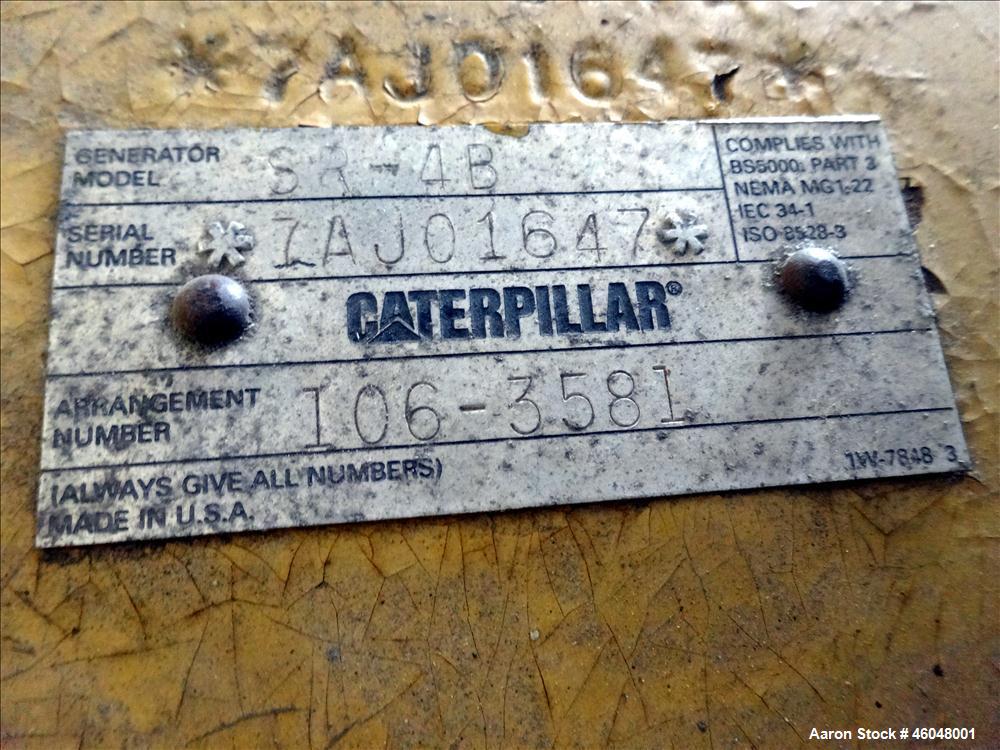 *7AJ01647*
GENERATOR MODEL SR-4B
SERIAL NUMBER *7AJ01647*
COMPLIES WITH
BS5000: PART 3
NEMA MG1-22
IEC 34-1
ISO 8528-3
CATERPILLAR®
ARRANGEMENT NUMBER 106-3581
(ALWAYS GIVE ALL NUMBERS)
MADE IN U.S.A.
1W-7848 3
Aaron Stock # 46048001